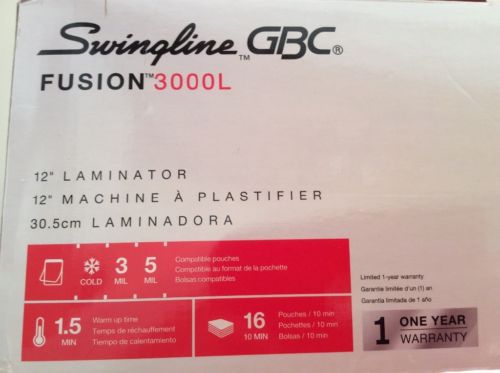 Swingline™ GBC®
FUSION™3000L
12" LAMINATOR
12" MACHINE À PLASTIFIER
30.5cm LAMINADORA
COLD
3 MIL
5 MIL
Compatible pouches
Compatible au format de la pochette
Bolsas compatibles
1.5 MIN
Warm up time
Temps de réchauffement
Tiempo de calentamiento
16
10 MIN
Pouches / 10 min
Pochettes / 10 min
Bolsas / 10 min
Limited 1-year warranty
Garantie limitée d'un (1) an
Garantía limitada de 1 año
1 ONE YEAR
WARRANTY